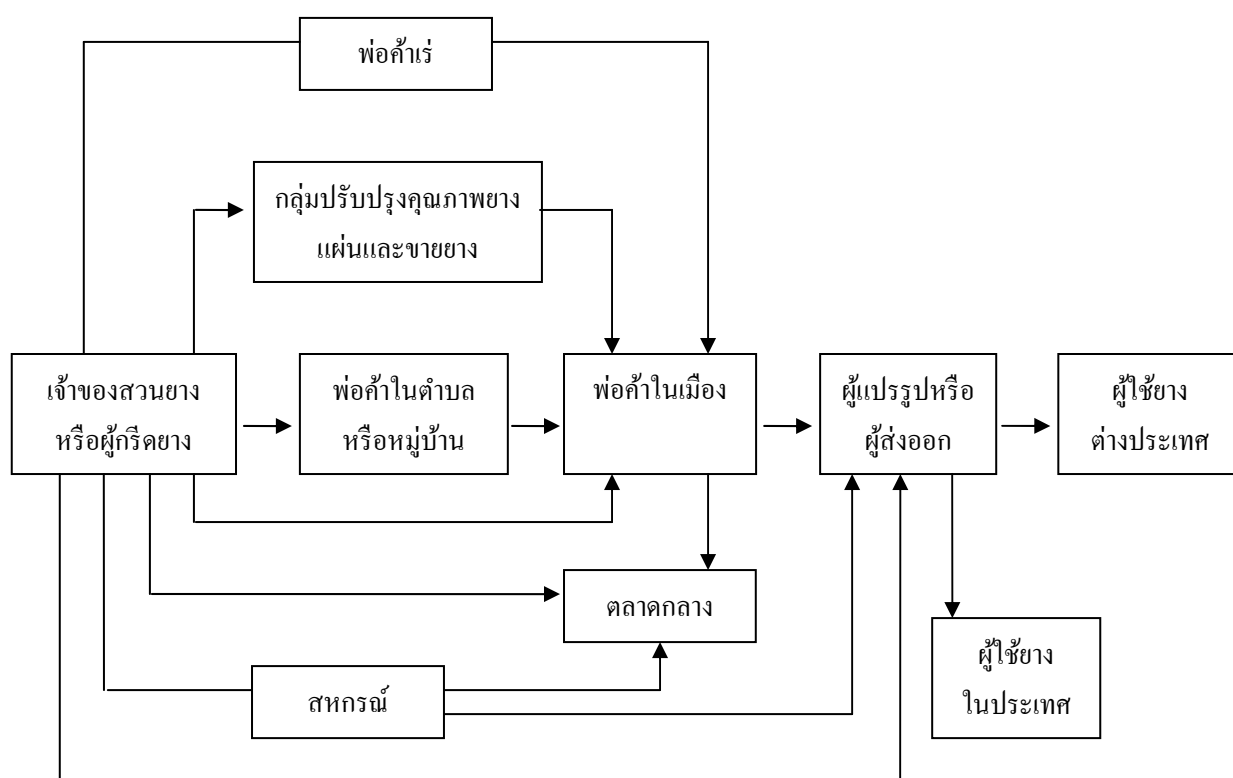 พ่อค้าเร่
กลุ่มปรับปรุงคุณภาพยาง
แผ่นและขายยาง
เจ้าของสวนยาง
หรือผู้กรีดยาง
พ่อค้าในตำบล
หรือหมู่บ้าน
พ่อค้าในเมือง
ผู้แปรรูปหรือ
ผู้ส่งออก
ผู้ใช้ยาง
ต่างประเทศ
ตลาดกลาง
ผู้ใช้ยาง
ในประเทศ
สหกรณ์